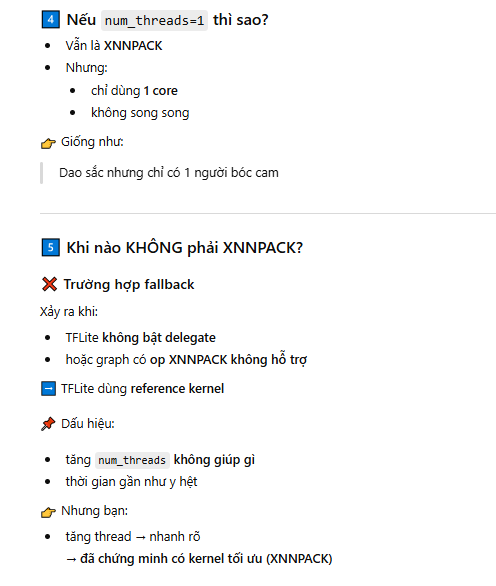 4 Nếu num_threads=1 thì sao?
• Vẫn là XNNPACK
• Nhưng:
• chỉ dùng 1 core
• không song song
👉 Giống như:
Dao sắc nhưng chỉ có 1 người bóc cam
5 Khi nào KHÔNG phải XNNPACK?
❌ Trường hợp fallback
Xảy ra khi:
• TFLite không bật delegate
• hoặc graph có op XNNPACK không hỗ trợ
➡ TFLite dùng reference kernel
📌 Dấu hiệu:
• tăng num_threads không giúp gì
• thời gian gần như y hệt
👉 Nhưng bạn:
• tăng thread → nhanh rõ
→ đã chứng minh có kernel tối ưu (XNNPACK)